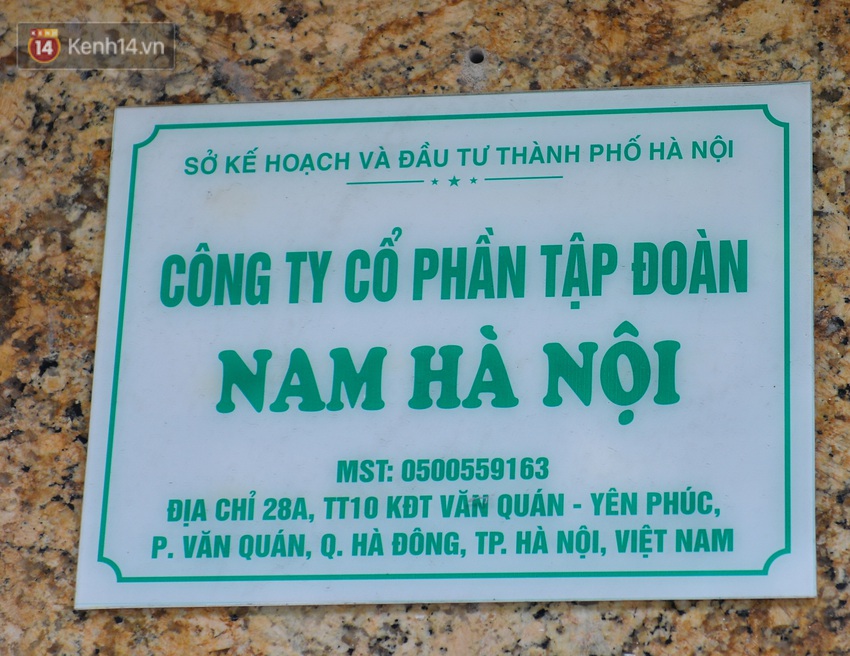 14 Kenh14.vn
SỞ KẾ HOẠCH VÀ ĐẦU TƯ THÀNH PHỐ HÀ NỘI
CÔNG TY CỔ PHẦN TẬP ĐOÀN
NAM HÀ NỘI
MST: 0500559163
ĐỊA CHỈ 28A, TT10 KĐT VĂN QUÁN - YÊN PHÚC,
P. VĂN QUÁN, Q. HÀ ĐÔNG, TP. HÀ NỘI, VIỆT NAM